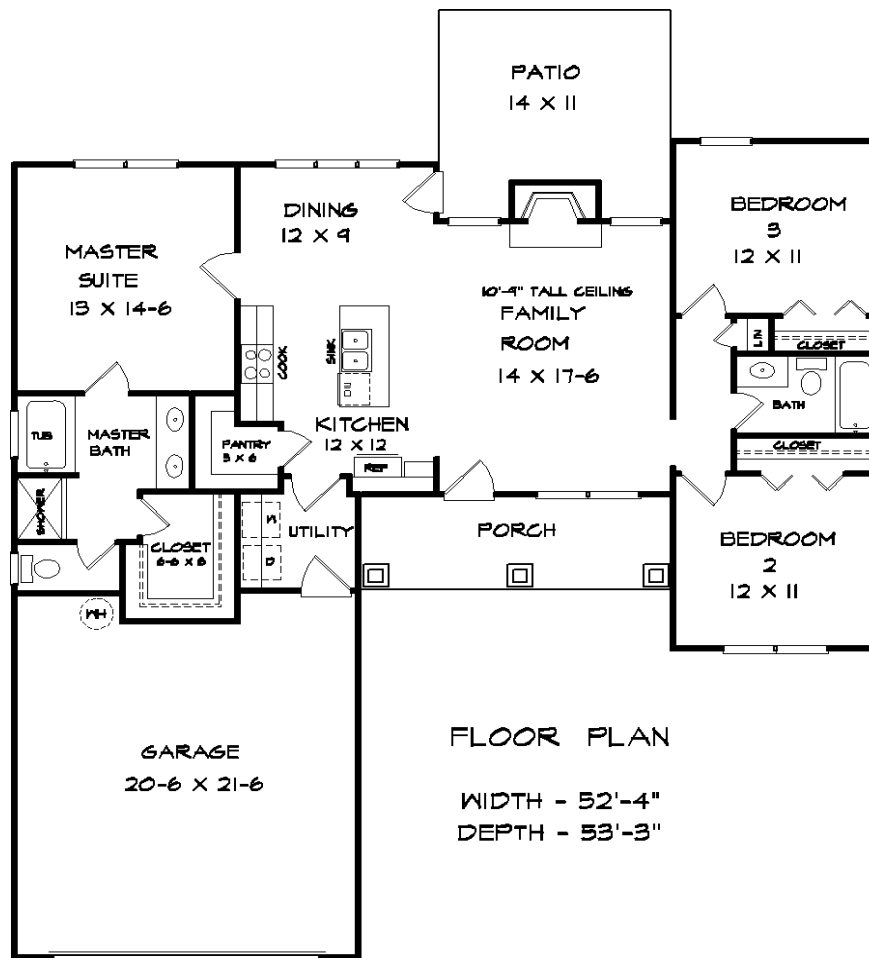 PATIO
14 X 11
BEDROOM
3
12 X 11
DINING
12 X 9
MASTER
SUITE
13 X 14-6
10'-9" TALL CEILING
FAMILY
ROOM
14 X 17-6
LIN
CLOSET
COOK
SINK
DW
BATH
CLOSET
TUB
MASTER
BATH
PANTRY
5 X 6
KITCHEN
12 X 12
REF
SHOWER
CLOSET
6-6 X 8
W
D
UTILITY
PORCH
BEDROOM
2
12 X 11
WH
GARAGE
20-6 X 21-6
FLOOR PLAN
WIDTH - 52'-4"
DEPTH - 53'-3"